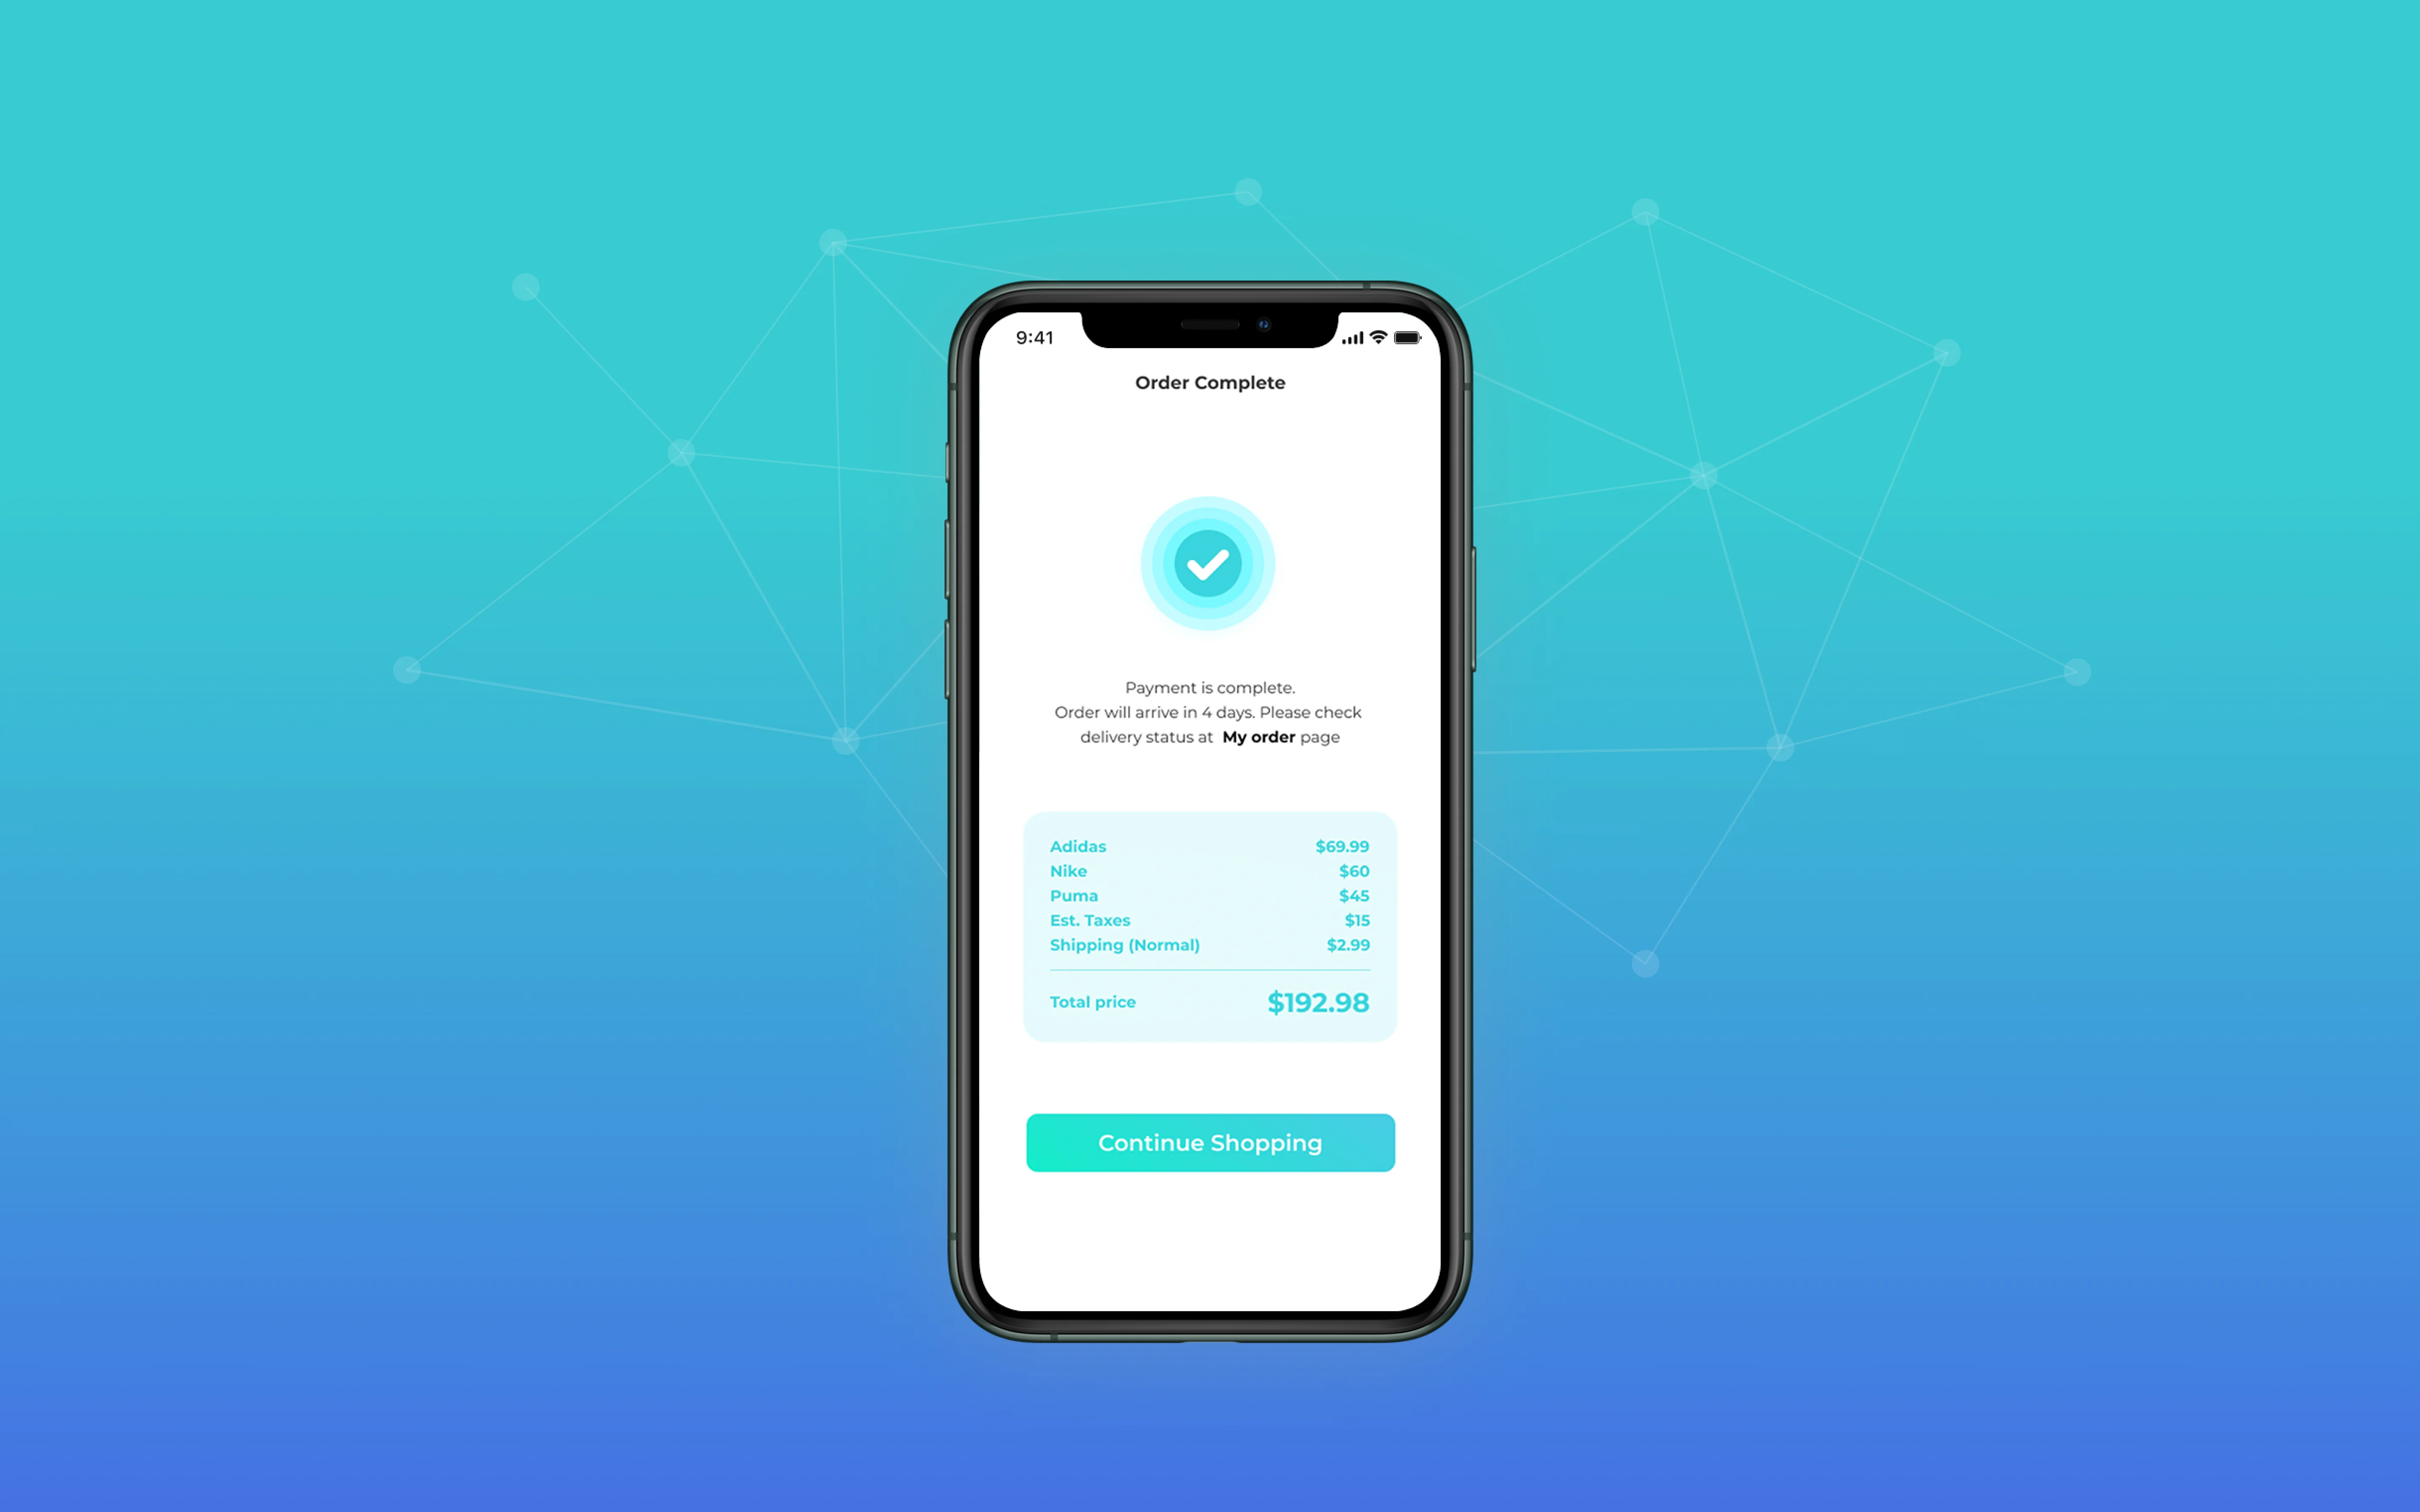 9:41
Order Complete
Payment is complete.
Order will arrive in 4 days. Please check
delivery status at My order page
Adidas $69.99
Nike $60
Puma $45
Est. Taxes $15
Shipping (Normal) $2.99
Total price $192.98
Continue Shopping